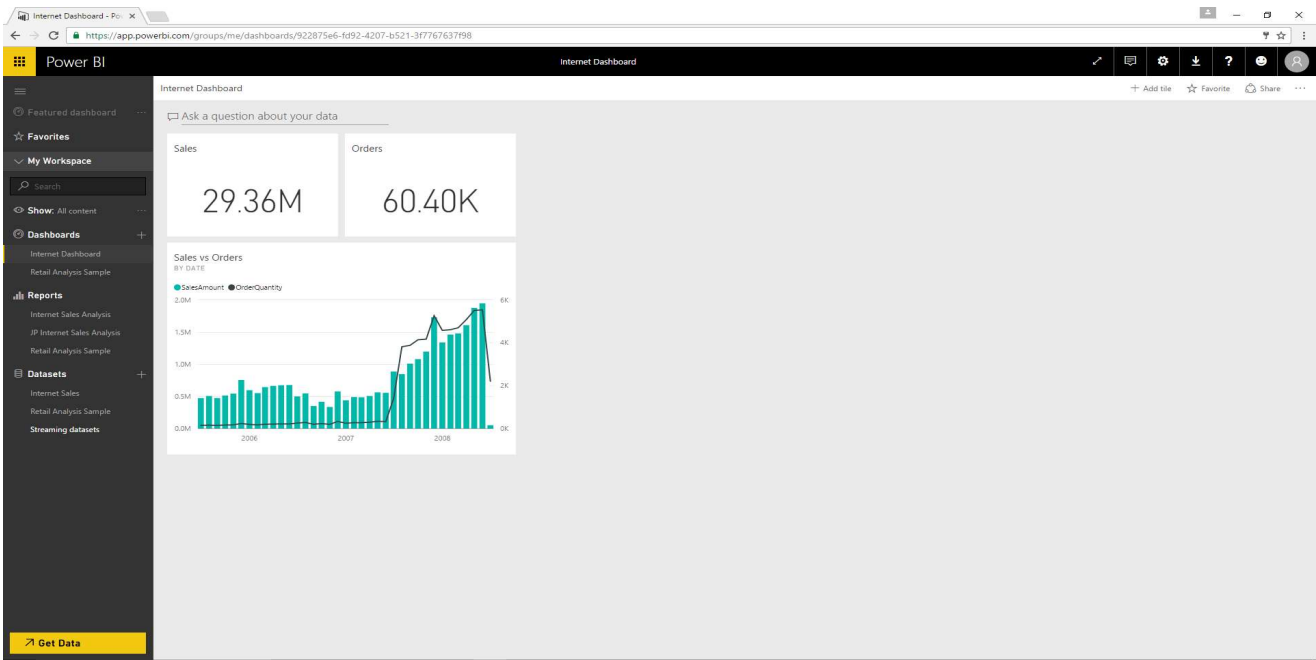 Internet Dashboard - Po
https://app.powerbi.com/groups/me/dashboards/922875e6-fd92-4207-b521-3f7767637f98
Power BI
Internet Dashboard
?
Internet Dashboard
+ Add tile Favorite Share ...
Featured dashboard ...
Favorites
My Workspace
Search
Show: All content ...
Dashboards +
Internet Dashboard
Retail Analysis Sample
Reports
Internet Sales Analysis
JP Internet Sales Analysis
Retail Analysis Sample
Datasets +
Internet Sales
Retail Analysis Sample
Streaming datasets
Get Data
Ask a question about your data
Sales
29.36M
Orders
60.40K
Sales vs Orders
BY DATE
SalesAmount OrderQuantity
2.0M 6K
1.5M
4K
1.0M
2K
0.5M
0.0M 0K
2006 2007 2008